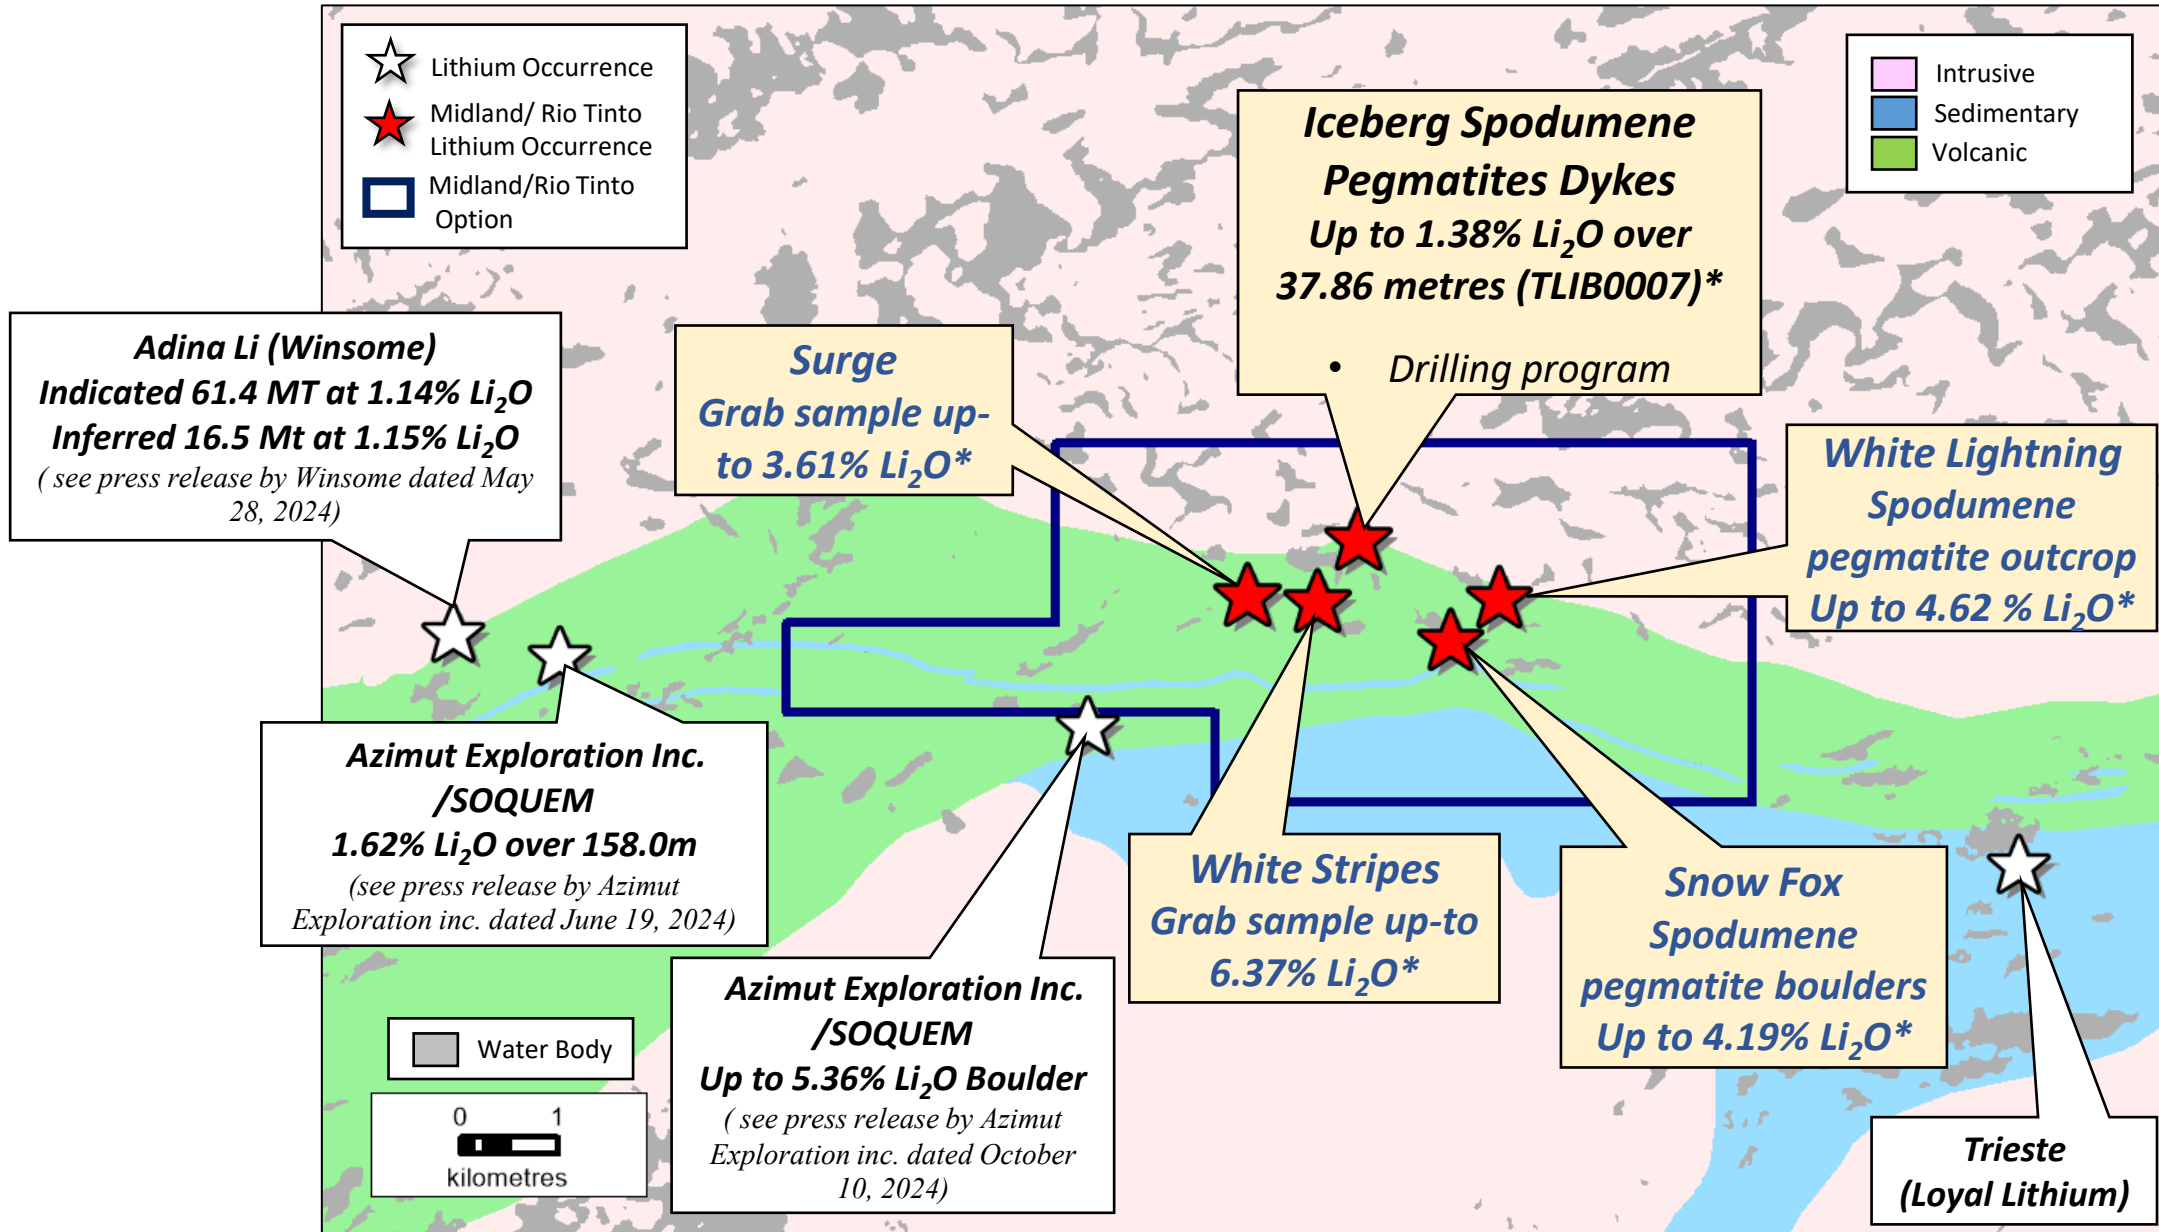 Lithium Occurrence
Midland/ Rio Tinto
Lithium Occurrence
Midland/Rio Tinto
Option
Intrusive
Sedimentary
Volcanic
Iceberg Spodumene
Pegmatites Dykes
Up to 1.38% Li₂O over
37.86 metres (TLIB0007)*
• Drilling program
Adina Li (Winsome)
Indicated 61.4 MT at 1.14% Li₂O
Inferred 16.5 Mt at 1.15% Li₂O
( see press release by Winsome dated May
28, 2024)
Surge
Grab sample up-
to 3.61% Li₂O*
White Lightning
Spodumene
pegmatite outcrop
Up to 4.62 % Li₂O*
Azimut Exploration Inc.
/SOQUEM
1.62% Li₂O over 158.0m
(see press release by Azimut
Exploration inc. dated June 19, 2024)
White Stripes
Grab sample up-to
6.37% Li₂O*
Snow Fox
Spodumene
pegmatite boulders
Up to 4.19% Li₂O*
Azimut Exploration Inc.
/SOQUEM
Up to 5.36% Li₂O Boulder
( see press release by Azimut
Exploration inc. dated October
10, 2024)
Water Body
0 1
kilometres
Trieste
(Loyal Lithium)